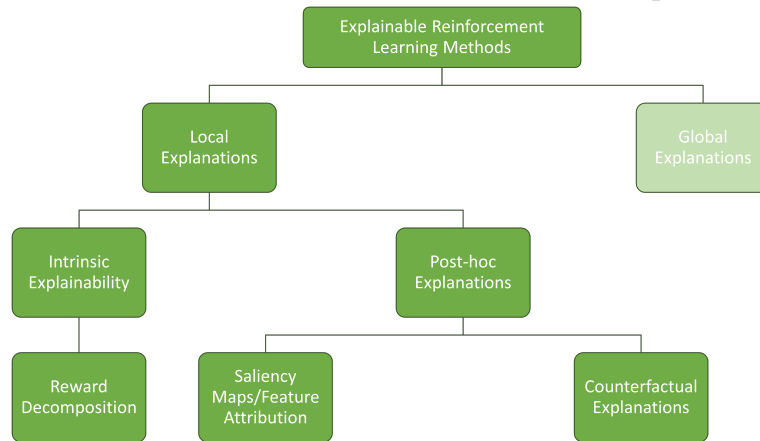 Explainable Reinforcement
Learning Methods
Local
Explanations
Global
Explanations
Intrinsic
Explainability
Post-hoc
Explanations
Reward
Decomposition
Saliency
Maps/Feature
Attribution
Counterfactual
Explanations